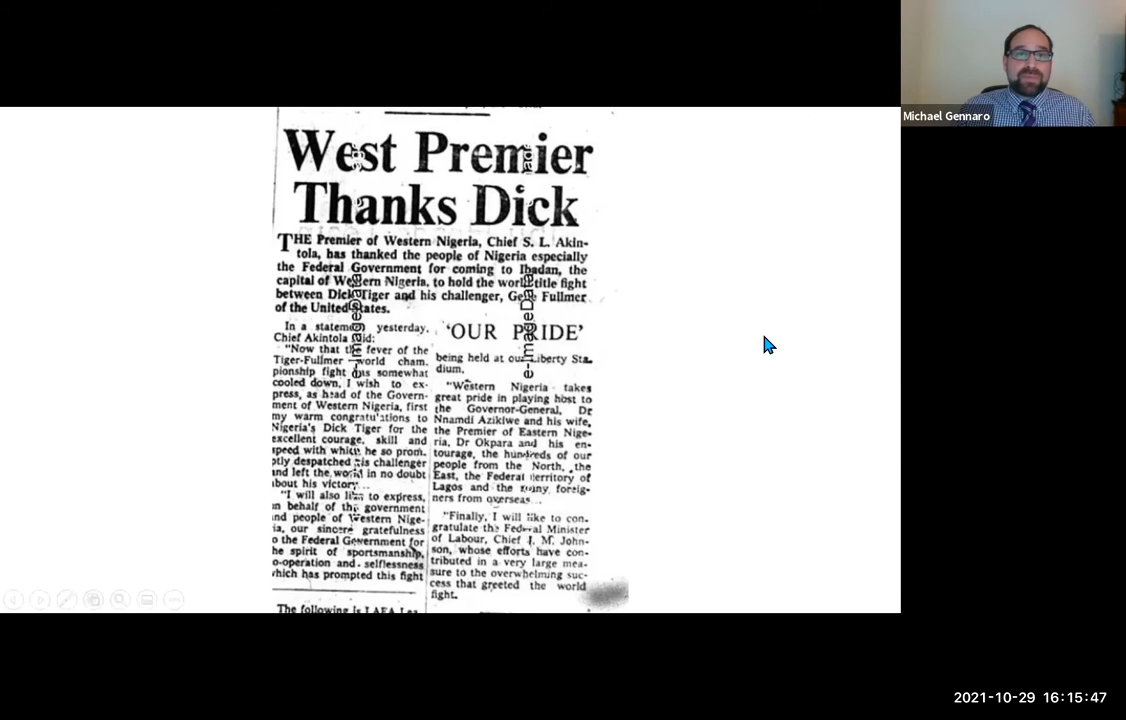 West Premier
Thanks Dick
THE Premier of Western Nigeria, Chief S. L. Akin-
tola, has thanked the people of Nigeria especially
the Federal Government for coming to Ibadan, the
capital of Western Nigeria, to hold the world title fight
between Dick Tiger and his challenger, Gene Fullmer
of the United States.
In a statement yesterday,
Chief Akintola said:
"Now that the fever of the
Tiger-Fullmer world cham-
pionship fight has somewhat
cooled down, I wish to ex-
press, as head of the Govern-
ment of Western Nigeria, first
my warm congratulations to
Nigeria's Dick Tiger for the
excellent courage, skill and
speed with which he so prom-
ptly despatched his challenger
and left the world in no doubt
about his victory...
"I will also like to express,
on behalf of the government
and people of Western Nige-
ria, our sincere gratefulness
to the Federal Government for
the spirit of sportsmanship,
co-operation and selflessness
which has prompted this fight
'OUR PRIDE'
being held at our Liberty Sta-
dium.
"Western Nigeria takes
great pride in playing host to
the Governor-General, Dr
Nnamdi Azikiwe and his wife,
the Premier of Eastern Nige-
ria, Dr Okpara and his en-
tourage, the hundreds of our
people from the North, the
East, the Federal territory of
Lagos and the many foreig-
ners from overseas...
"Finally, I will like to con-
gratulate the Federal Minister
of Labour, Chief J. M. John-
son, whose efforts have con-
tributed in a very large mea-
sure to the overwhelming suc-
cess that greeted the world
fight.
The following is
Michael Gennaro
2021-10-29 16:15:47